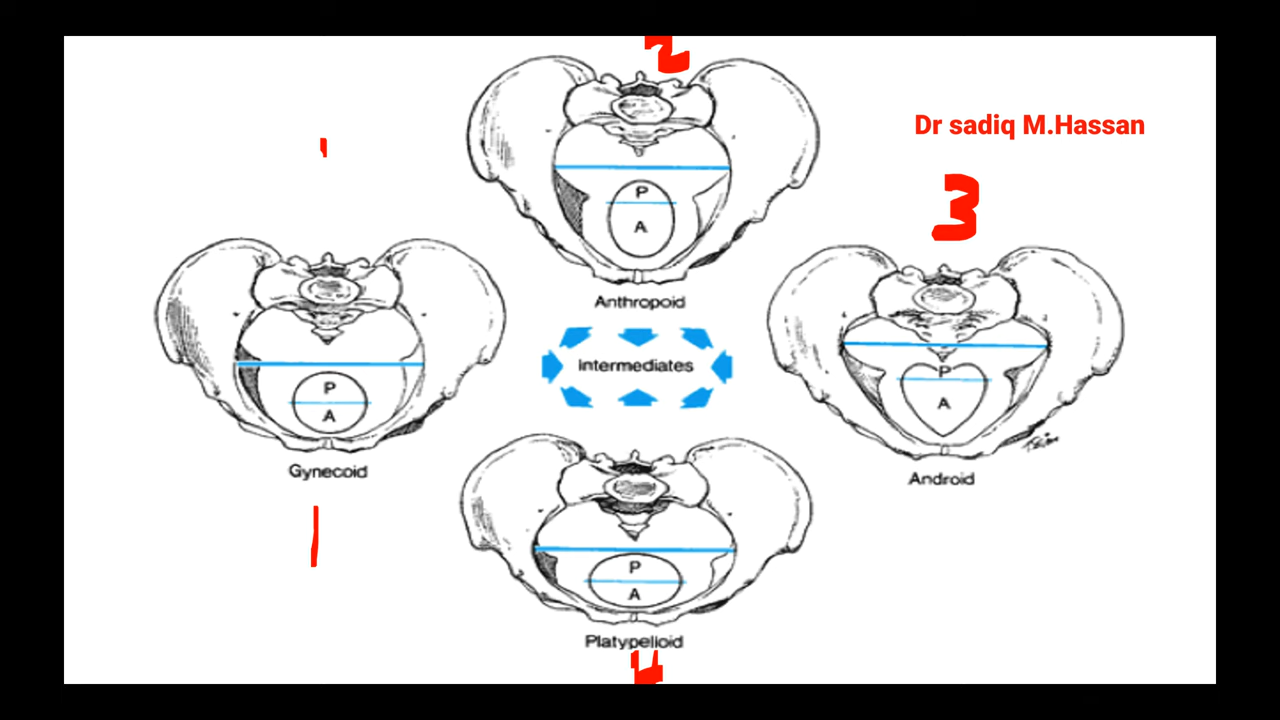 2
Dr sadiq M.Hassan
3
P
A
Anthropoid
Intermediates
P
A
Gynecoid
1
P
A
Android
P
A
Platypelloid
4